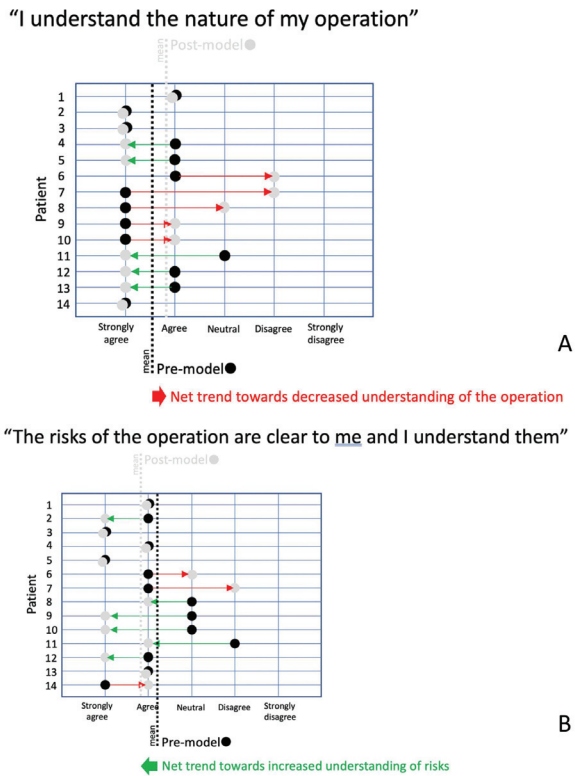 “I understand the nature of my operation”
Post-model
mean
1
2
3
4
5
6
7
8
9
10
11
12
13
14
Patient
Strongly agree
Agree
Neutral
Disagree
Strongly disagree
mean
Pre-model
A
Net trend towards decreased understanding of the operation
“The risks of the operation are clear to me and I understand them”
Post-model
mean
1
2
3
4
5
6
7
8
9
10
11
12
13
14
Patient
Strongly agree
Agree
Neutral
Disagree
Strongly disagree
mean
Pre-model
B
Net trend towards increased understanding of risks